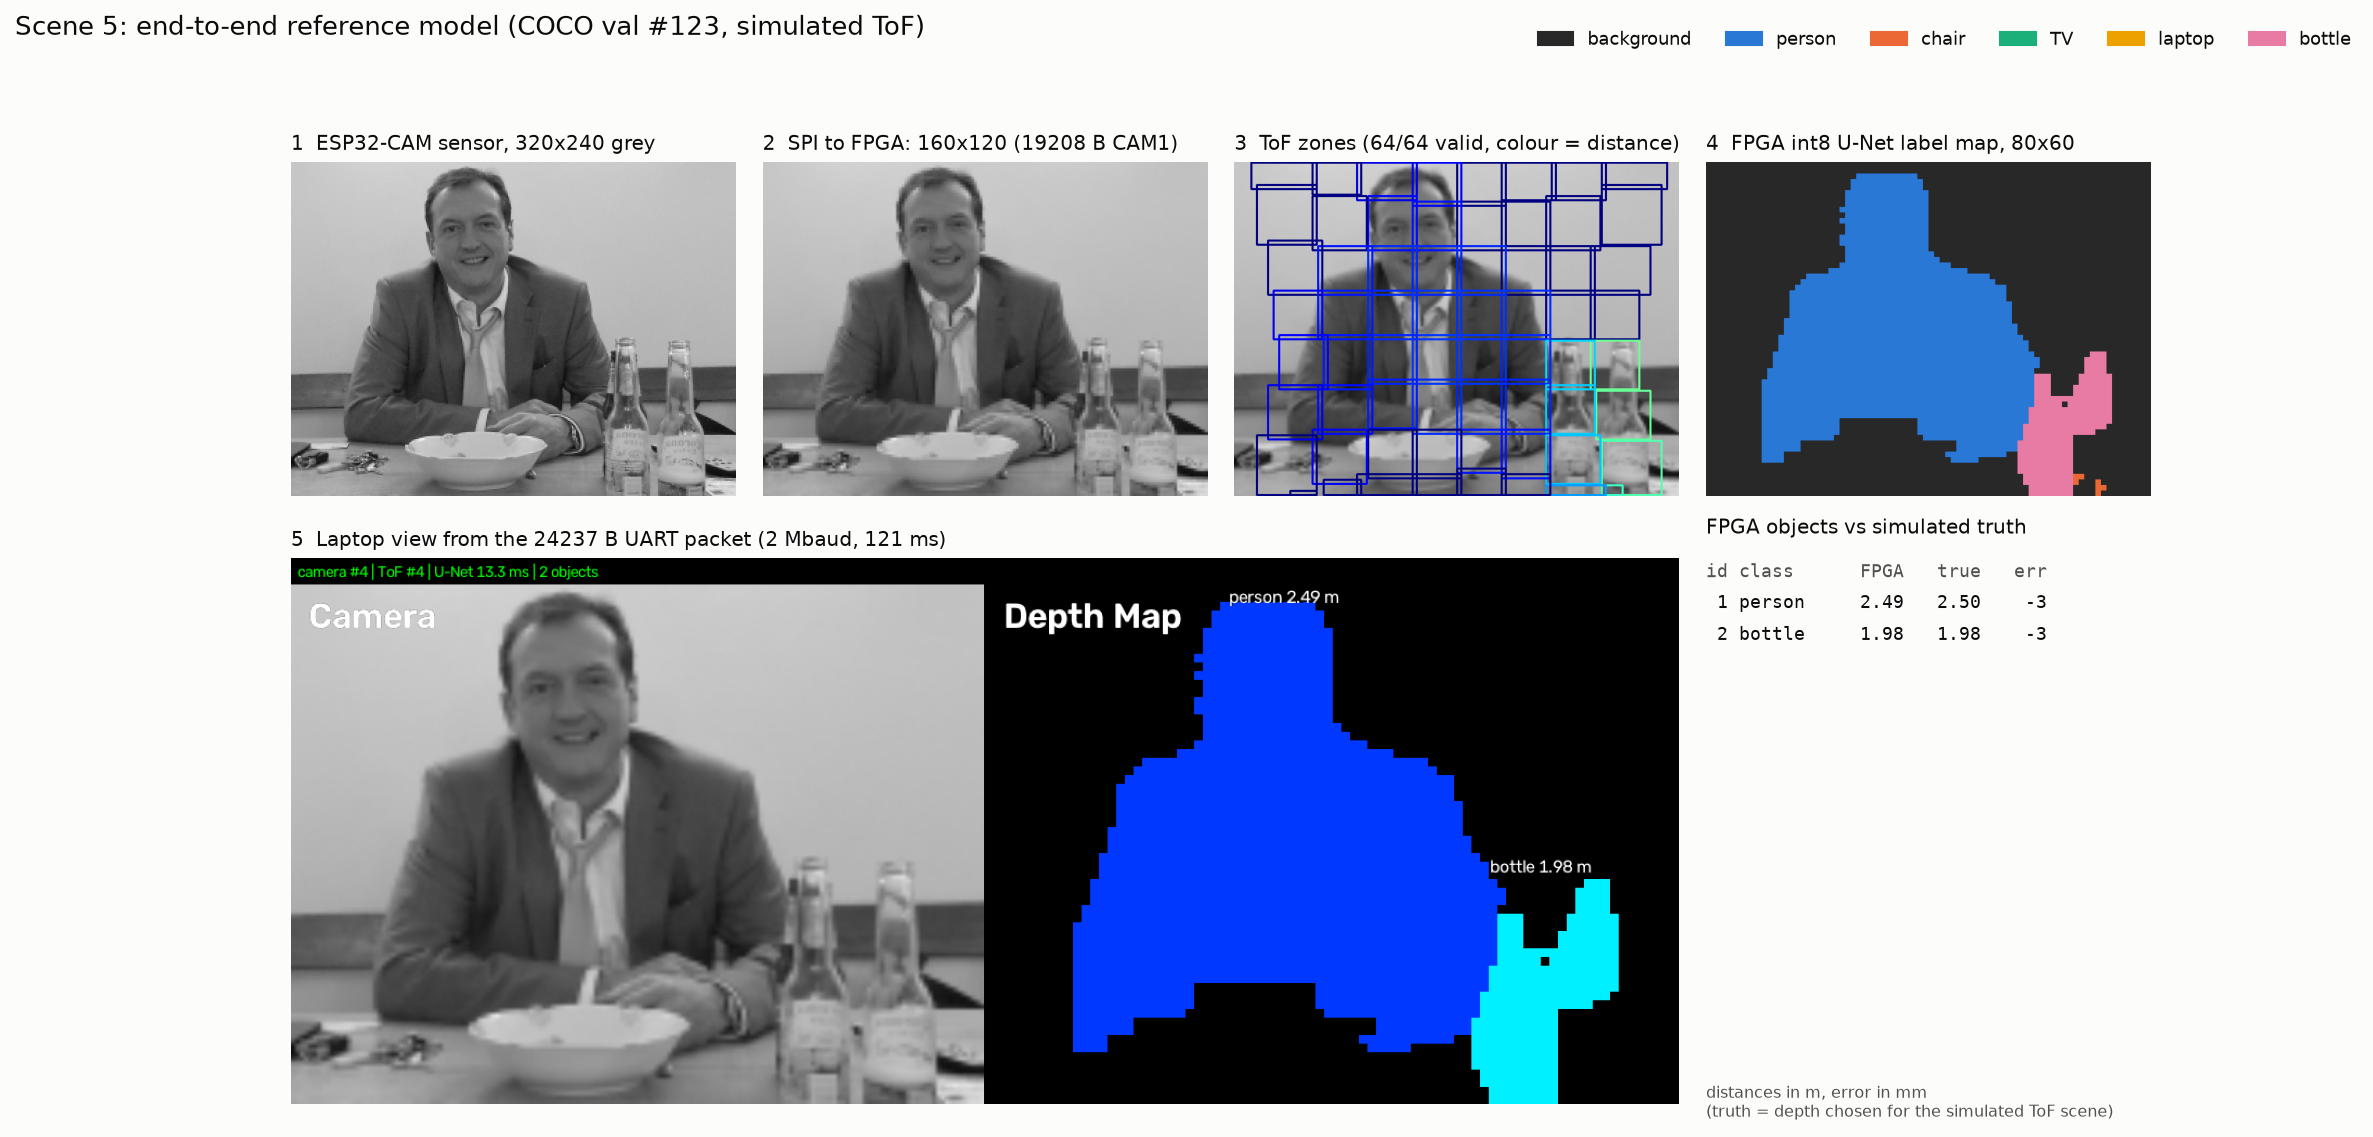 Scene 5: end-to-end reference model (COCO val #123, simulated ToF)
background person chair TV laptop bottle
1 ESP32-CAM sensor, 320x240 grey
2 SPI to FPGA: 160x120 (19208 B CAM1)
3 ToF zones (64/64 valid, colour = distance)
4 FPGA int8 U-Net label map, 80x60
5 Laptop view from the 24237 B UART packet (2 Mbaud, 121 ms)
camera #4 | ToF #4 | U-Net 13.3 ms | 2 objects
Camera
Depth Map
person 2.49 m
bottle 1.98 m
FPGA objects vs simulated truth
id class FPGA true err
1 person 2.49 2.50 -3
2 bottle 1.98 1.98 -3
distances in m, error in mm
(truth = depth chosen for the simulated ToF scene)